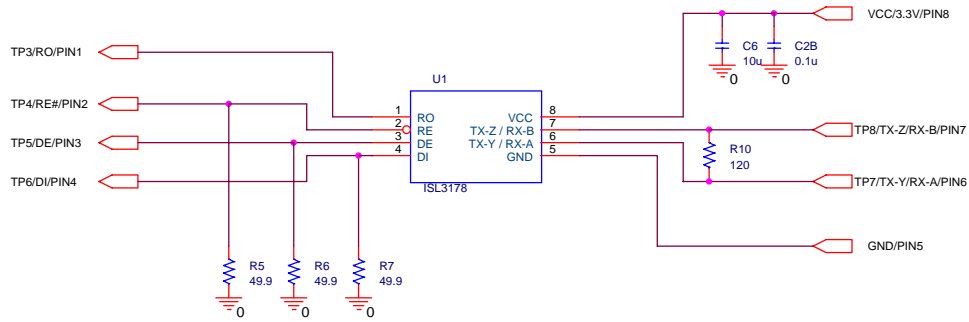 VCC/3.3V/PIN8
TP3/RO/PIN1
C6
10u
C2B
0.1u
0
0
U1
TP4/RE#/PIN2
1
RO
VCC
8
2
RE
TX-Z / RX-B
7
TP8/TX-Z/RX-B/PIN7
3
DE
TX-Y / RX-A
6
TP5/DE/PIN3
4
DI
GND
5
R10
120
TP6/DI/PIN4
TP7/TX-Y/RX-A/PIN6
ISL3178
GND/PIN5
R5
49.9
R6
49.9
R7
49.9
0
0
0